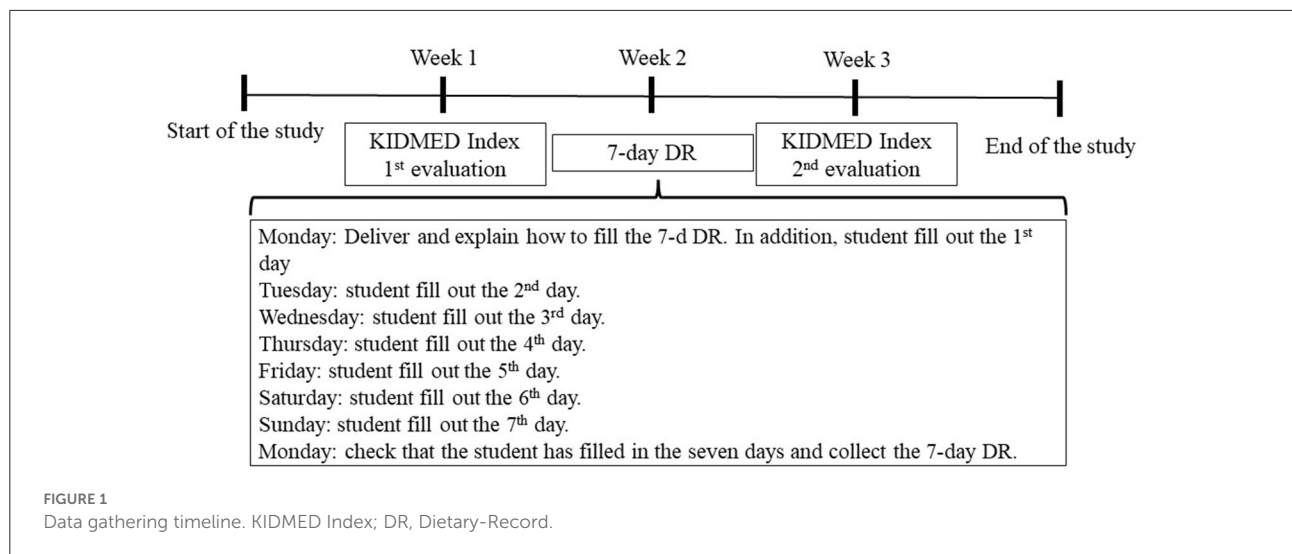 Week 1 Week 2 Week 3
Start of the study
KIDMED Index
1st evaluation
7-day DR
KIDMED Index
2nd evaluation
End of the study
Monday: Deliver and explain how to fill the 7-d DR. In addition, student fill out the 1st
day
Tuesday: student fill out the 2nd day.
Wednesday: student fill out the 3rd day.
Thursday: student fill out the 4th day.
Friday: student fill out the 5th day.
Saturday: student fill out the 6th day.
Sunday: student fill out the 7th day.
Monday: check that the student has filled in the seven days and collect the 7-day DR.
FIGURE 1
Data gathering timeline. KIDMED Index; DR, Dietary-Record.